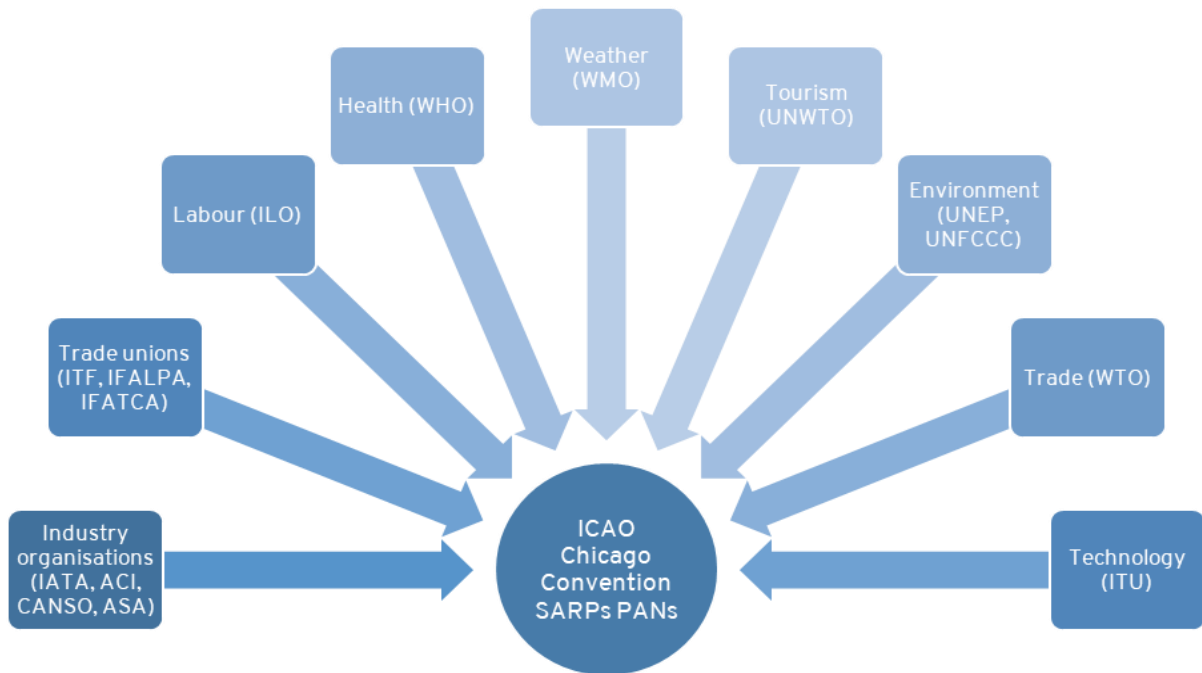 Weather
(WMO)
Health (WHO)
Tourism
(UNWTO)
Labour (ILO)
Environment
(UNEP,
UNFCCC)
Trade unions
(ITF, IFALPA,
IFATCA)
Trade (WTO)
Industry
organisations
(IATA, ACI,
CANSO, ASA)
ICAO
Chicago
Convention
SARPs PANs
Technology
(ITU)